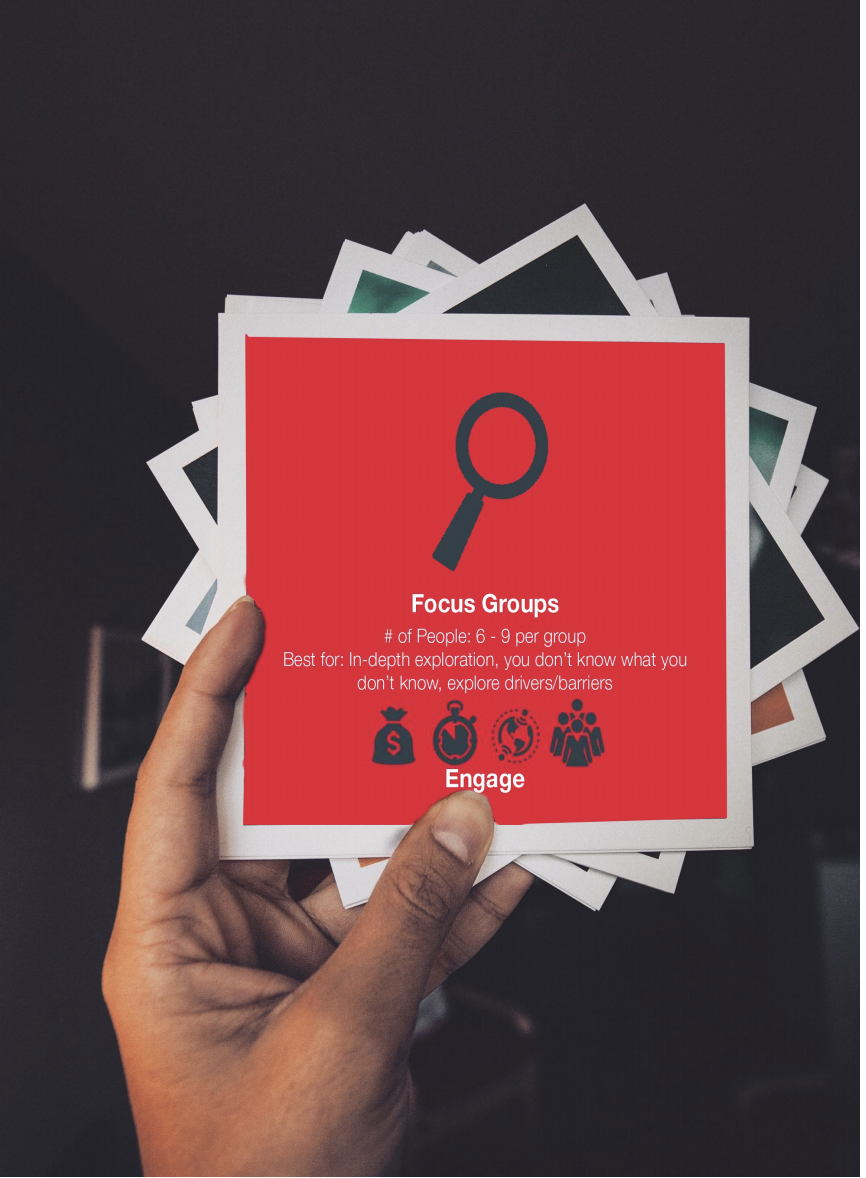 Focus Groups
# of People: 6 - 9 per group
Best for: In-depth exploration, you don't know what you
don't know, explore drivers/barriers
$
Engage